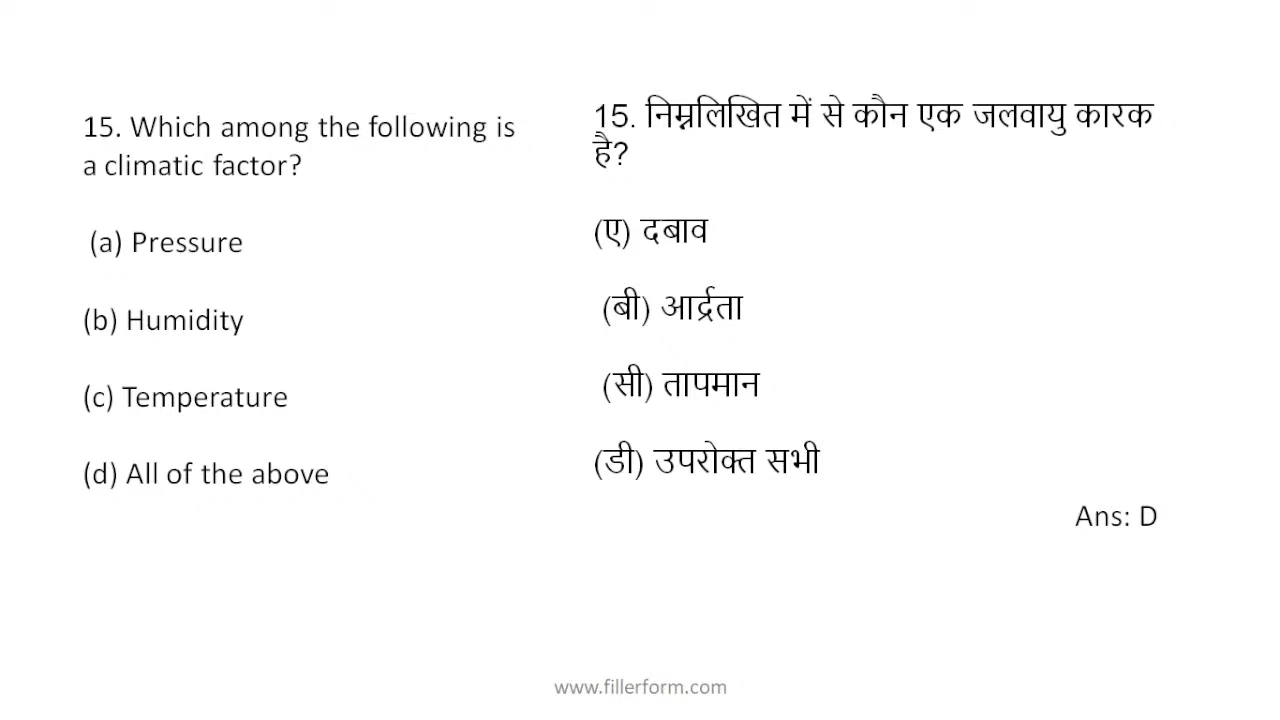 15. Which among the following is
a climatic factor?
(a) Pressure
(b) Humidity
(c) Temperature
(d) All of the above
15. निम्नलिखित में से कौन एक जलवायु कारक
है?
(ए) दबाव
(बी) आर्द्रता
(सी) तापमान
(डी) उपरोक्त सभी
Ans: D
www.fillerform.com